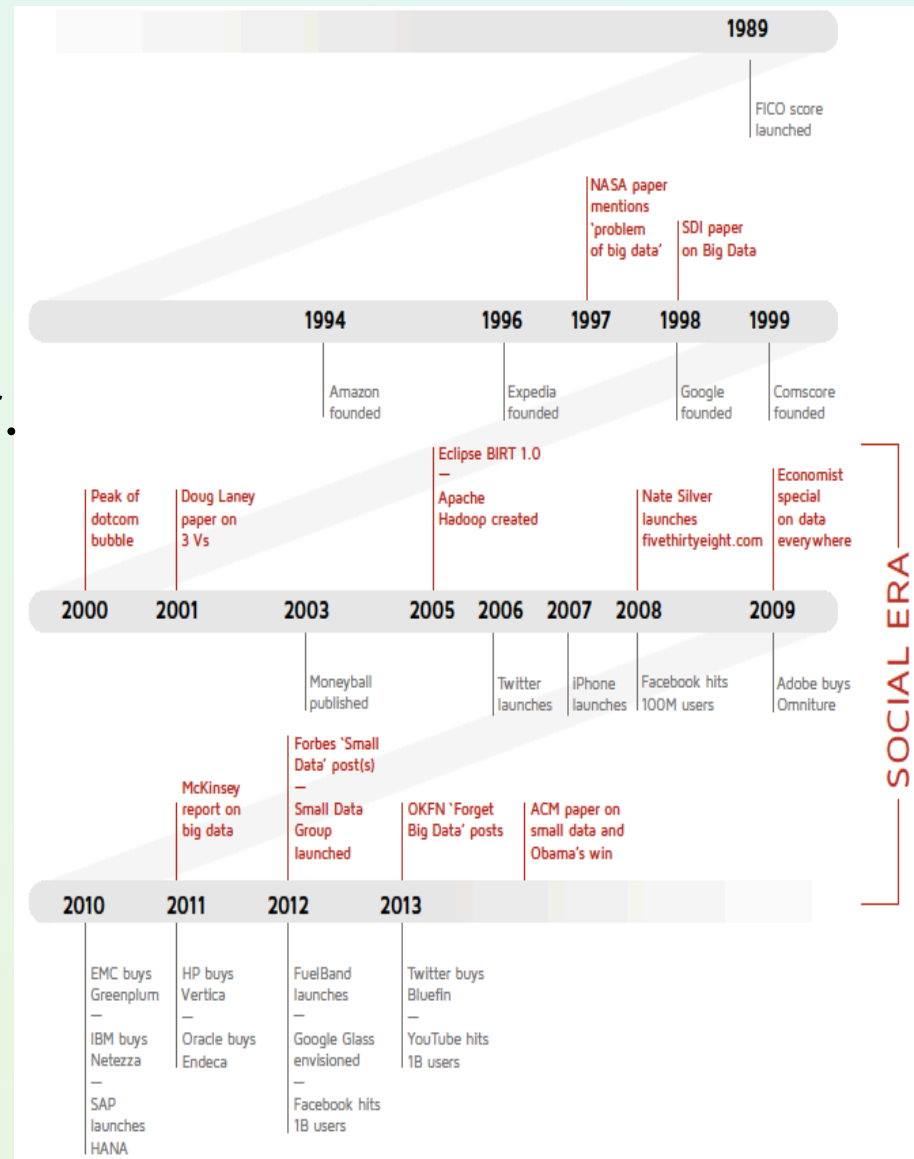 1989
FICO score
launched
NASA paper
mentions
‘problem
of big data’
SDI paper
on Big Data
1994
1996
1997
1998
1999
Amazon
founded
Expedia
founded
Google
founded
Comscore
founded
Peak of
dotcom
bubble
Doug Laney
paper on
3 Vs
Eclipse BIRT 1.0
—
Apache
Hadoop created
Nate Silver
launches
fivethirtyeight.com
Economist
special
on data
everywhere
2000
2001
2003
2005
2006
2007
2008
2009
Moneyball
published
Twitter
launches
iPhone
launches
Facebook hits
100M users
Adobe buys
Omniture
SOCIAL ERA
McKinsey
report on
big data
Forbes ‘Small
Data’ post(s)
—
Small Data
Group
launched
OKFN ‘Forget
Big Data’ posts
ACM paper on
small data and
Obama’s win
2010
2011
2012
2013
EMC buys
Greenplum
—
IBM buys
Netezza
—
SAP
launches
HANA
HP buys
Vertica
—
Oracle buys
Endeca
FuelBand
launches
—
Google Glass
envisioned
—
Facebook hits
1B users
Twitter buys
Bluefin
—
YouTube hits
1B users